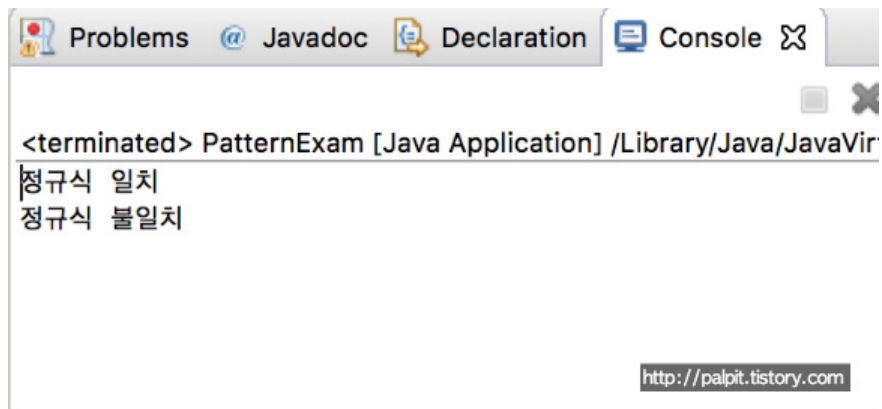 Problems @ Javadoc Declaration Console
<terminated> PatternExam [Java Application] /Library/Java/JavaVir
정규식 일치
정규식 불일치
http://palpit.tistory.com